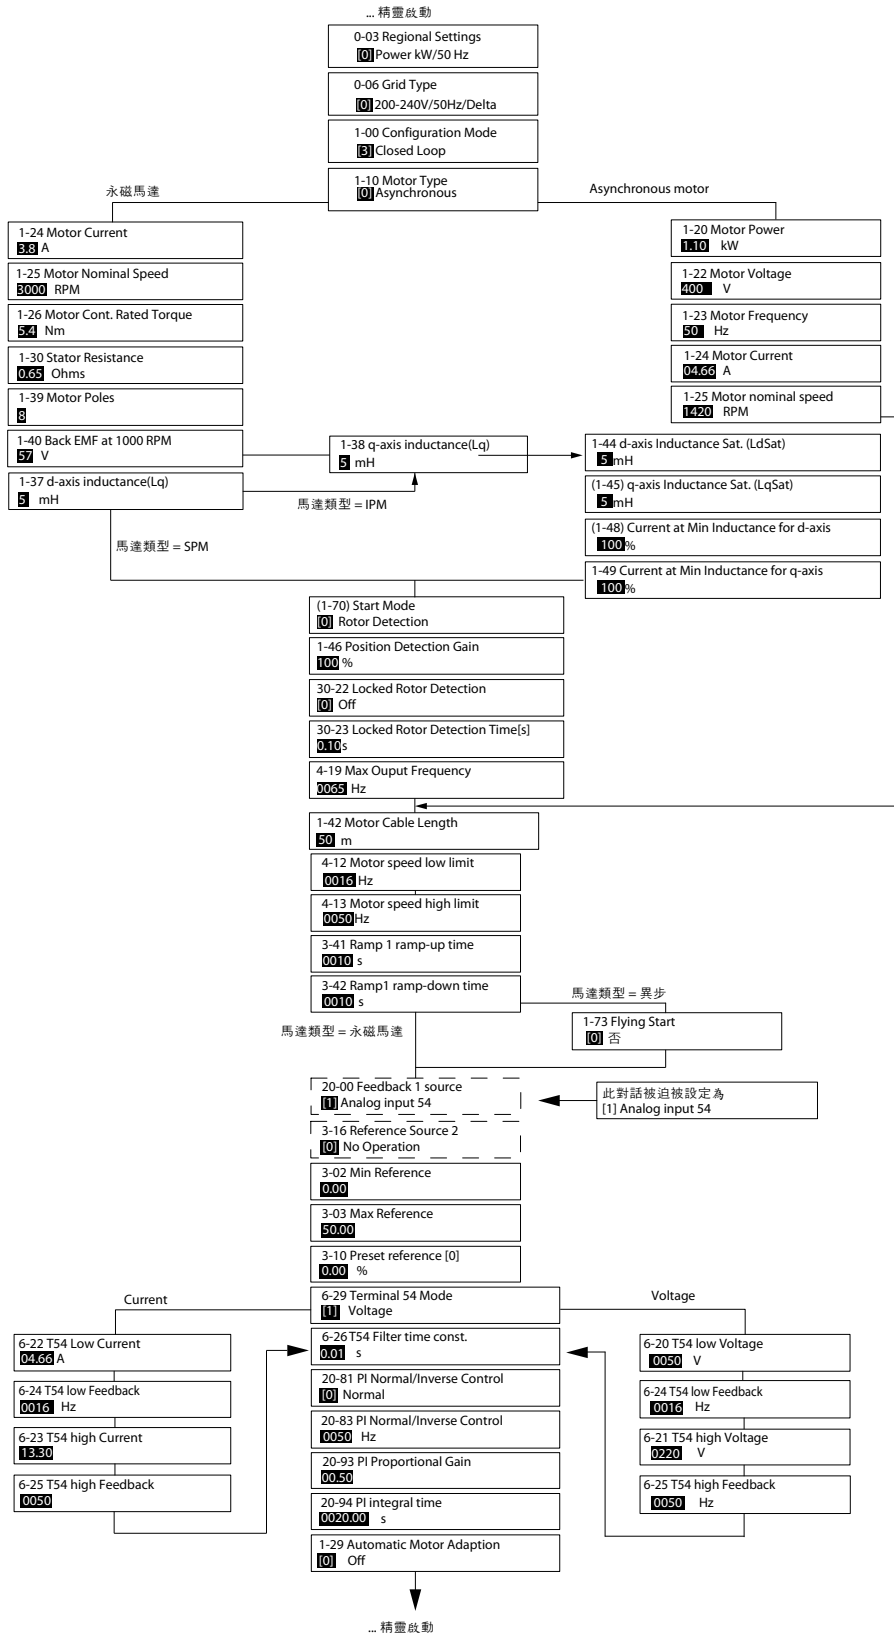 ... 精靈啟動
0-03 Regional Settings
[0] Power kW/50 Hz
0-06 Grid Type
[0] 200-240V/50Hz/Delta
1-00 Configuration Mode
[3] Closed Loop
1-10 Motor Type
[0] Asynchronous
永磁馬達
Asynchronous motor
1-24 Motor Current
3.8 A
1-25 Motor Nominal Speed
3000 RPM
1-26 Motor Cont. Rated Torque
5.4 Nm
1-30 Stator Resistance
0.65 Ohms
1-39 Motor Poles
8
1-40 Back EMF at 1000 RPM
57 V
1-37 d-axis inductance(Lq)
5 mH
1-20 Motor Power
1.10 kW
1-22 Motor Voltage
400 V
1-23 Motor Frequency
50 Hz
1-24 Motor Current
04.66 A
1-25 Motor nominal speed
1420 RPM
1-38 q-axis inductance(Lq)
5 mH
馬達類型 = IPM
馬達類型 = SPM
1-44 d-axis Inductance Sat. (LdSat)
5 mH
(1-45) q-axis Inductance Sat. (LqSat)
5 mH
(1-48) Current at Min Inductance for d-axis
100 %
1-49 Current at Min Inductance for q-axis
100 %
(1-70) Start Mode
[0] Rotor Detection
1-46 Position Detection Gain
100 %
30-22 Locked Rotor Detection
[0] Off
30-23 Locked Rotor Detection Time[s]
0.10 s
4-19 Max Ouput Frequency
0065 Hz
1-42 Motor Cable Length
50 m
4-12 Motor speed low limit
0016 Hz
4-13 Motor speed high limit
0050 Hz
3-41 Ramp 1 ramp-up time
0010 s
3-42 Ramp1 ramp-down time
0010 s
馬達類型 = 異步
馬達類型 = 永磁馬達
1-73 Flying Start
[0] 否
20-00 Feedback 1 source
[1] Analog input 54
此對話被迫被設定為
[1] Analog input 54
3-16 Reference Source 2
[0] No Operation
3-02 Min Reference
0.00
3-03 Max Reference
50.00
3-10 Preset reference [0]
0.00 %
Current
6-29 Terminal 54 Mode
[1] Voltage
Voltage
6-22 T54 Low Current
04.66 A
6-24 T54 low Feedback
0016 Hz
6-23 T54 high Current
13.30
6-25 T54 high Feedback
0050
6-26 T54 Filter time const.
0.01 s
20-81 PI Normal/Inverse Control
[0] Normal
20-83 PI Normal/Inverse Control
0050 Hz
20-93 PI Proportional Gain
00.50
20-94 PI integral time
0020.00 s
1-29 Automatic Motor Adaption
[0] Off
6-20 T54 low Voltage
0050 V
6-24 T54 low Feedback
0016 Hz
6-21 T54 high Voltage
0220 V
6-25 T54 high Feedback
0050 Hz
... 精靈啟動